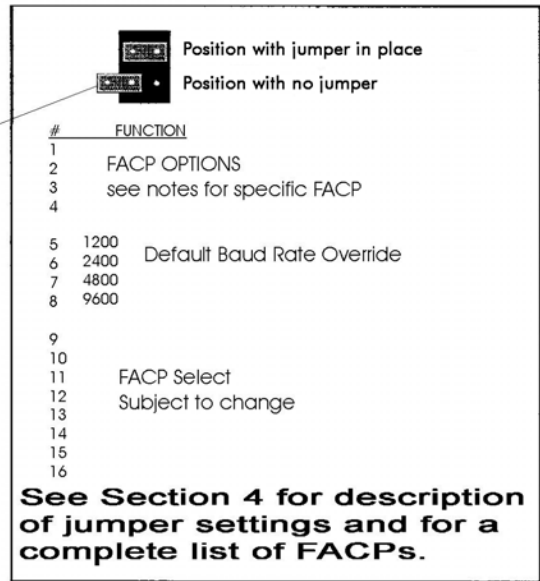 Position with jumper in place
Position with no jumper
# FUNCTION
1
2 FACP OPTIONS
3 see notes for specific FACP
4
5 1200
6 2400 Default Baud Rate Override
7 4800
8 9600
9
10
11 FACP Select
12 Subject to change
13
14
15
16
See Section 4 for description
of jumper settings and for a
complete list of FACPs.